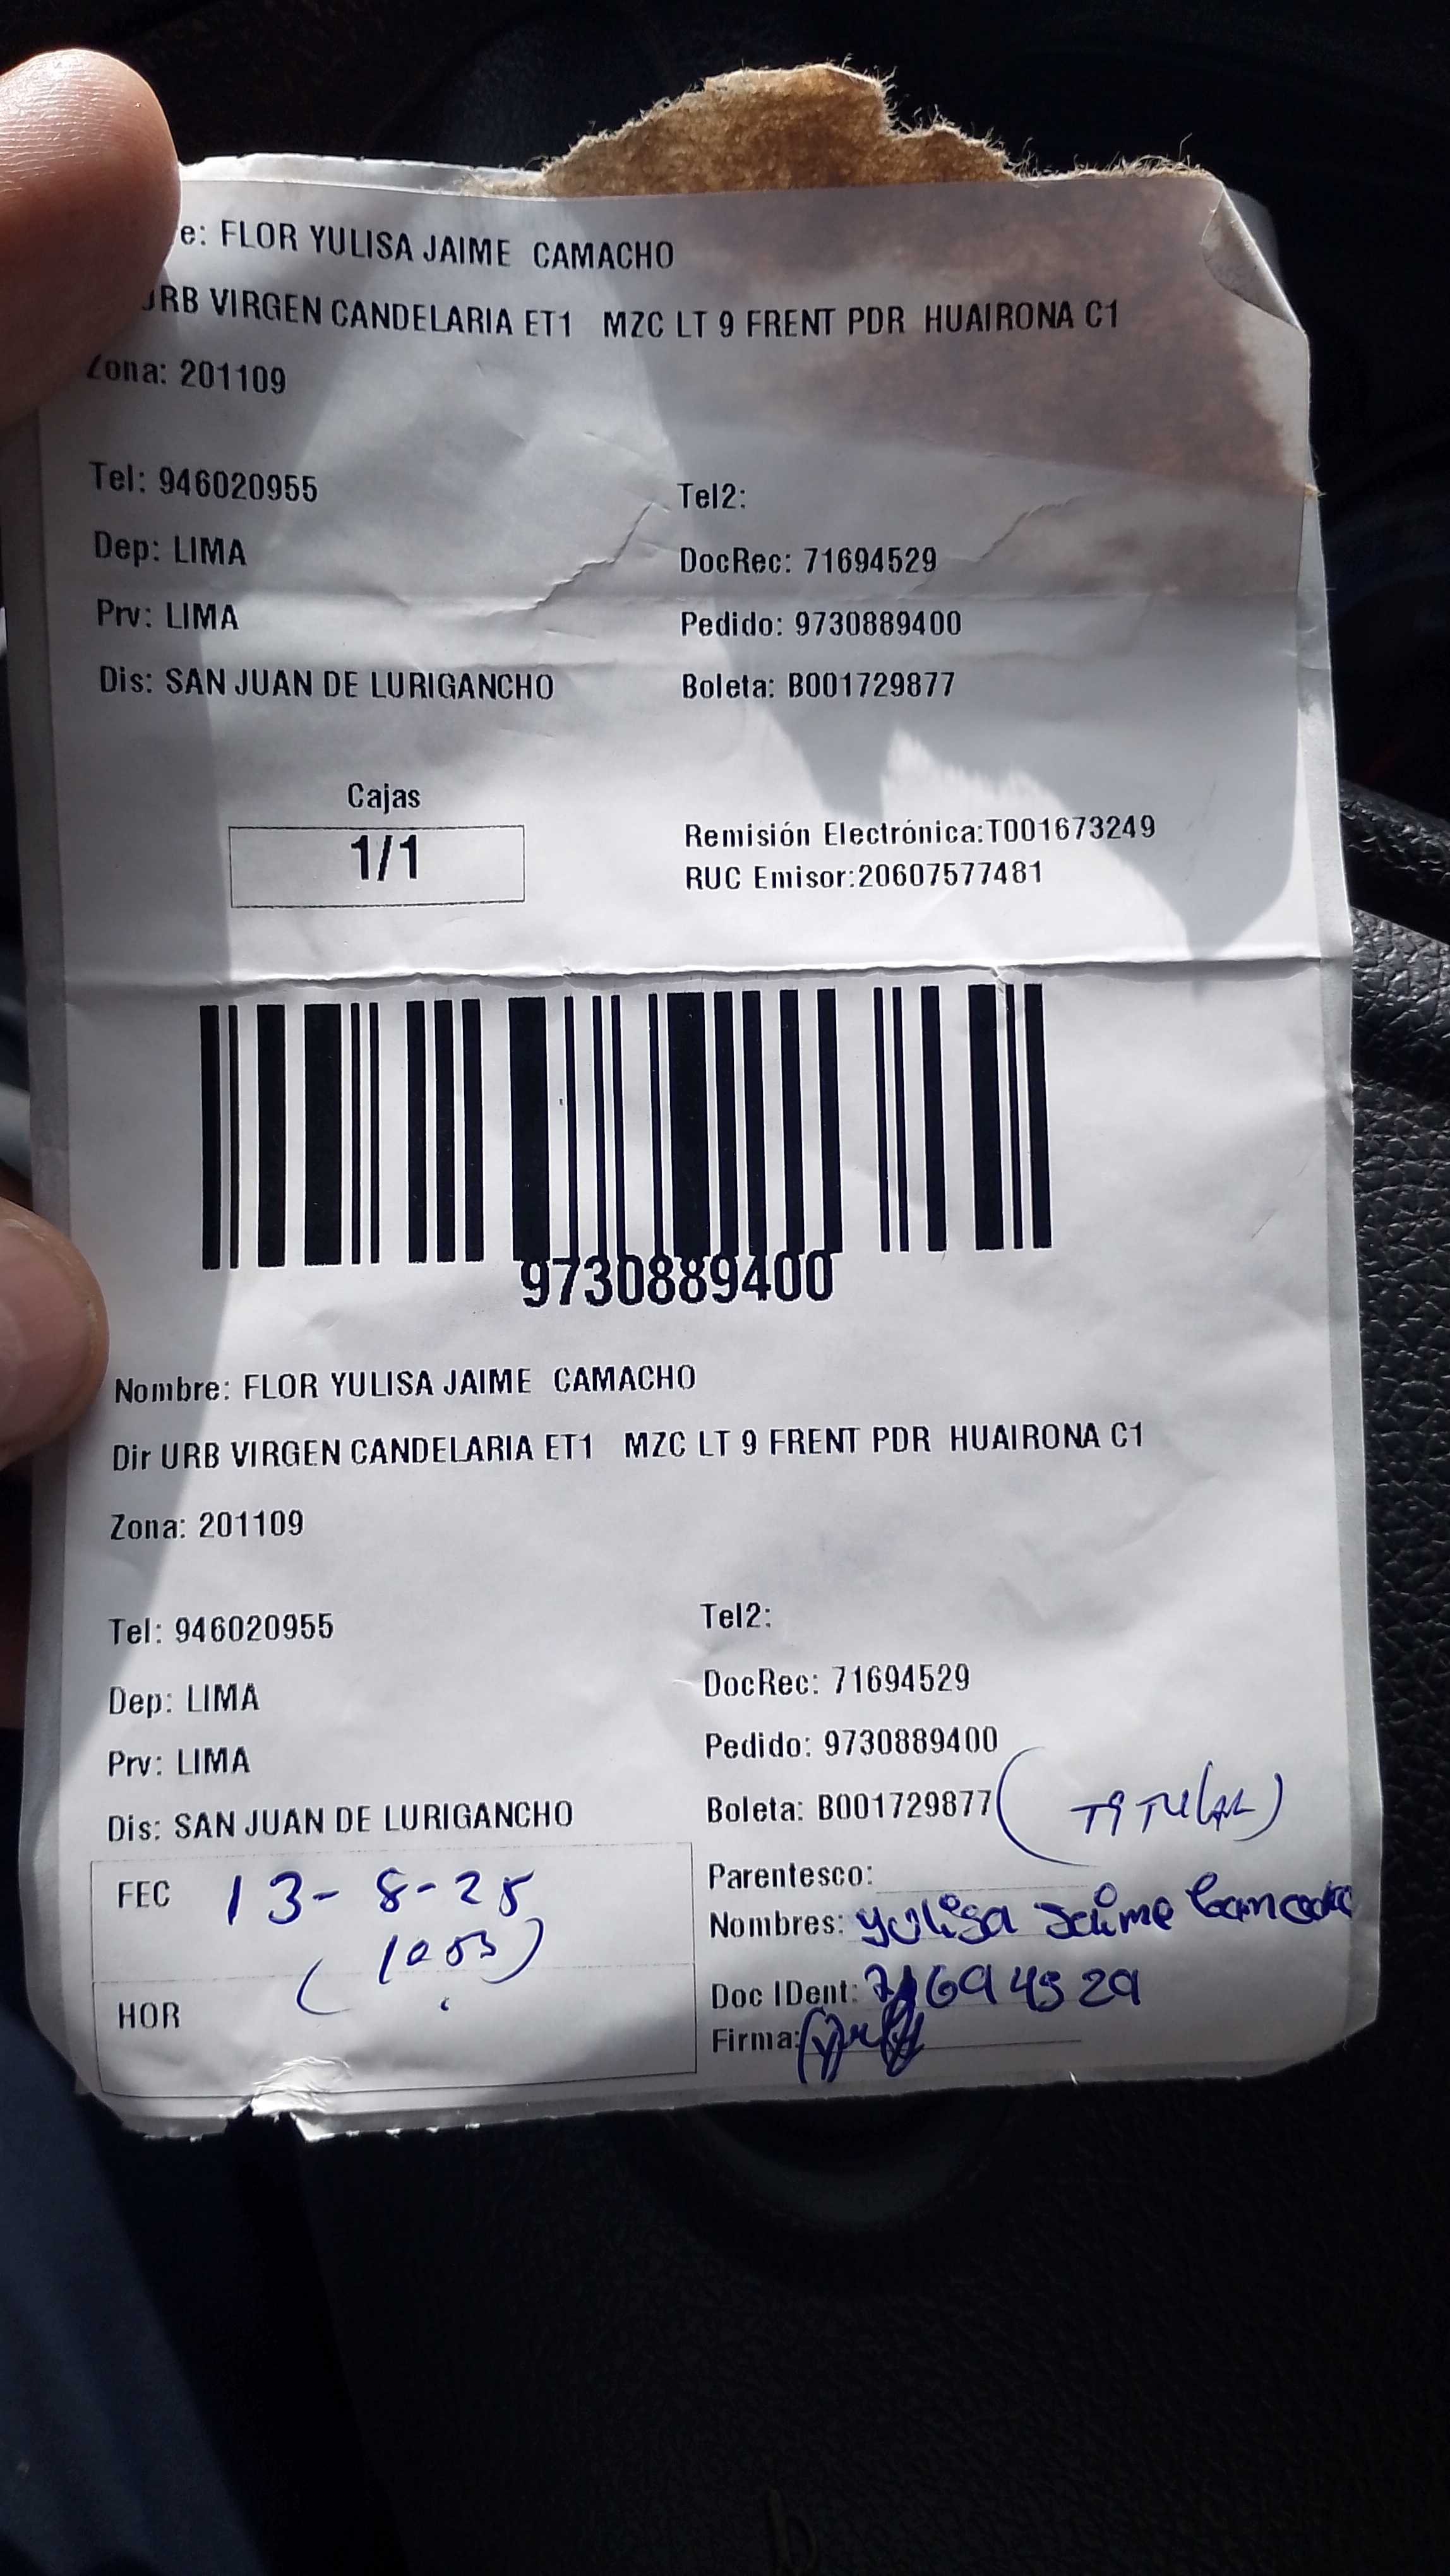 e: FLOR YULISA JAIME CAMACHO
URB VIRGEN CANDELARIA ET1 MZC LT 9 FRENT PDR HUAIRONA C1
Zona: 201109
Tel: 946020955 Tel2:
Dep: LIMA DocRec: 71694529
Prv: LIMA Pedido: 9730889400
Dis: SAN JUAN DE LURIGANCHO Boleta: B001729877
Cajas
1/1
Remisión Electrónica:T001673249
RUC Emisor:20607577481
9730889400
Nombre: FLOR YULISA JAIME CAMACHO
Dir URB VIRGEN CANDELARIA ET1 MZC LT 9 FRENT PDR HUAIRONA C1
Zona: 201109
Tel: 946020955 Tel2:
Dep: LIMA DocRec: 71694529
Prv: LIMA Pedido: 9730889400
Dis: SAN JUAN DE LURIGANCHO Boleta: B001729877 (TITULAR)
FEC 13-8-25
HOR
Parentesco:
Nombres: Yulisa Jaime
Doc IDent: 71694529
Firma: